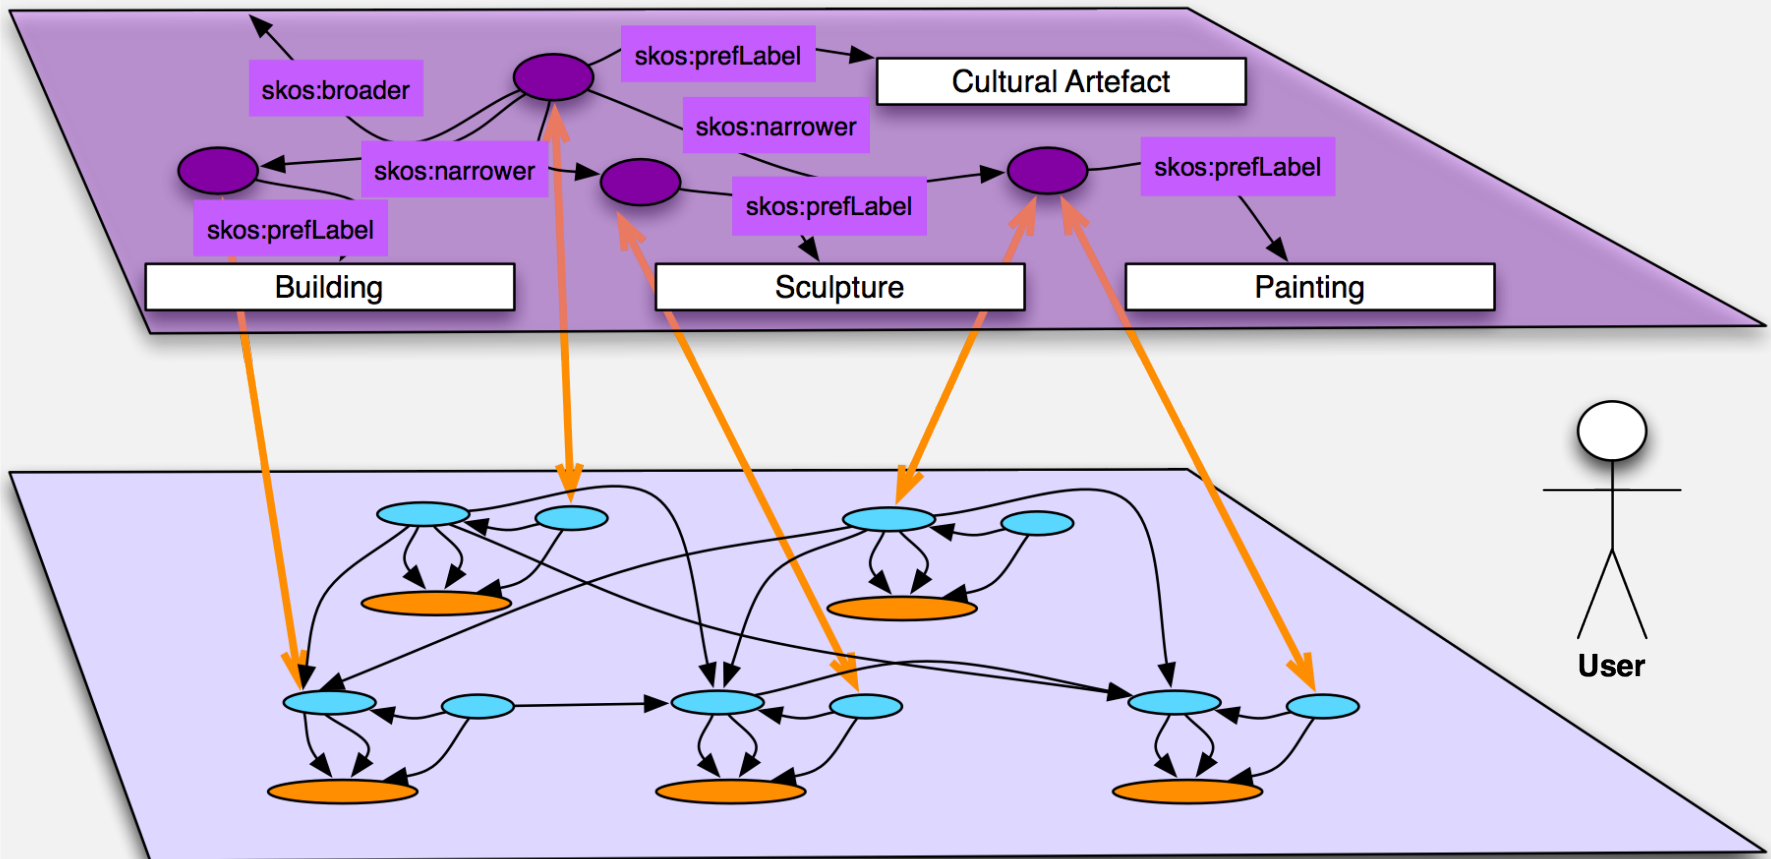 skos:prefLabel
Cultural Artefact
skos:broader
skos:narrower
skos:narrower
skos:prefLabel
skos:prefLabel
skos:prefLabel
Building
Sculpture
Painting
User